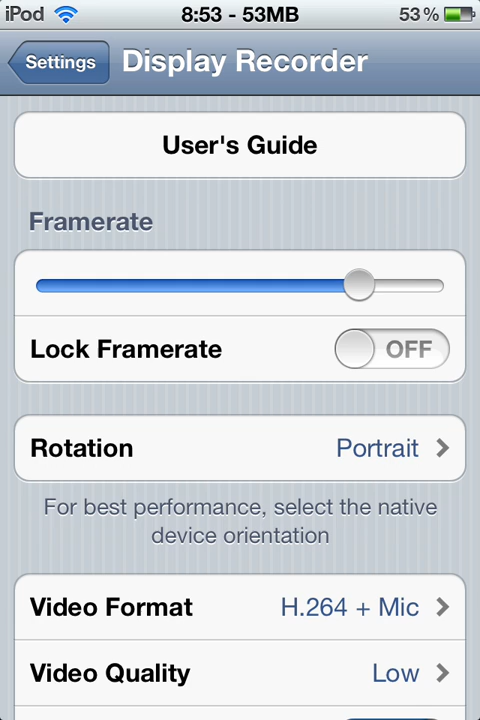 iPod 8:53 - 53MB 53%
Settings Display Recorder
User's Guide
Framerate
Lock Framerate OFF
Rotation Portrait
For best performance, select the native
device orientation
Video Format H.264 + Mic
Video Quality Low